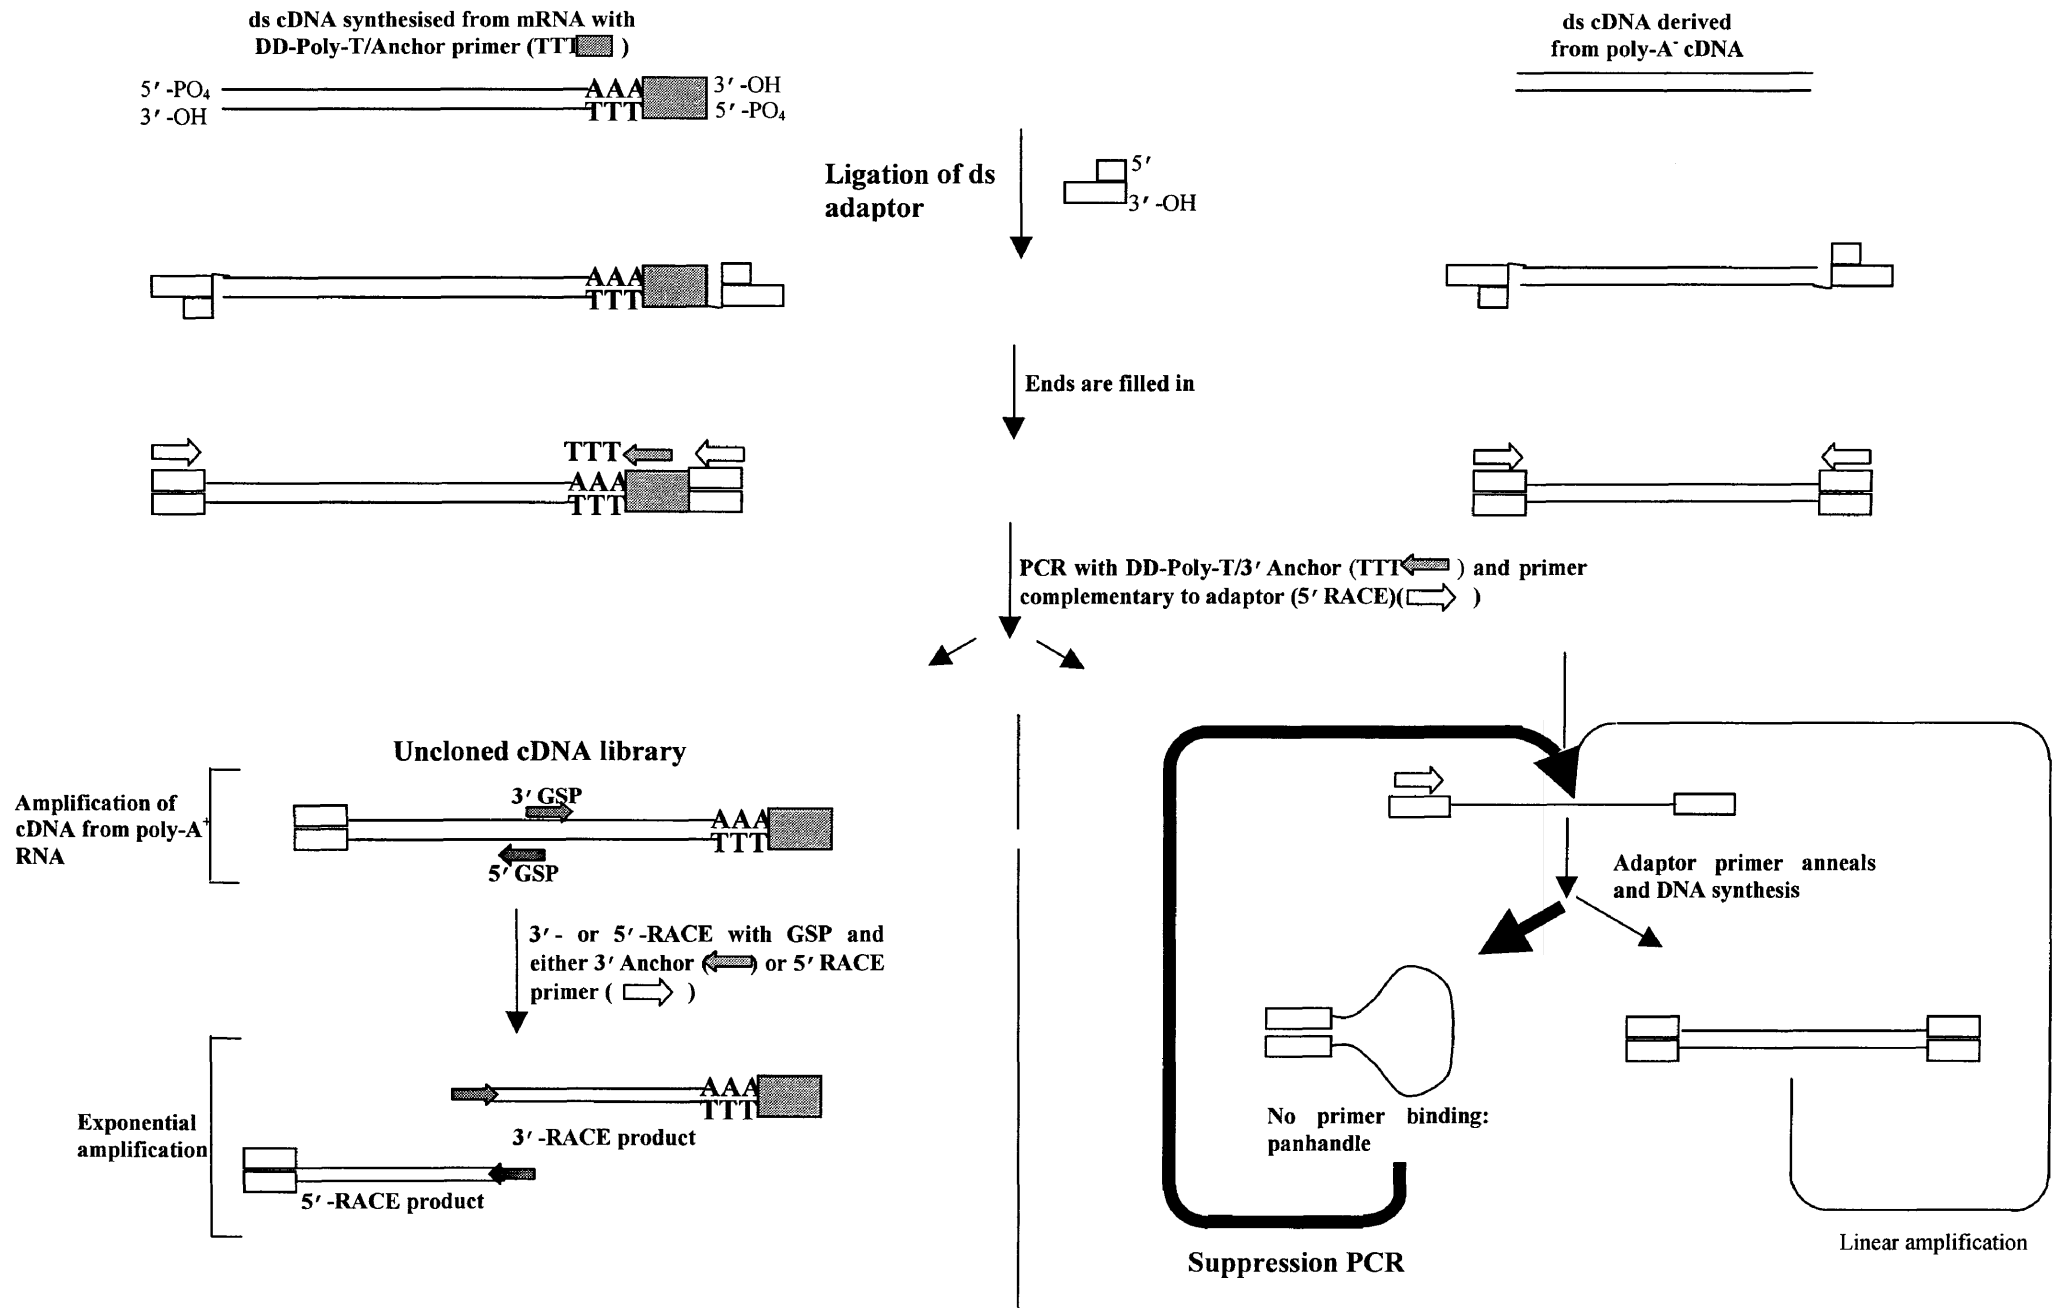 ds cDNA synthesised from mRNA with
DD-Poly-T/Anchor primer (TTT )
ds cDNA derived
from poly-A- cDNA
5′-PO4
AAA
3′-OH
3′-OH
TTT
5′-PO4
Ligation of ds
adaptor
5′
3′-OH
AAA
TTT
Ends are filled in
TTT
AAA
TTT
PCR with DD-Poly-T/3′ Anchor (TTT ) and primer
complementary to adaptor (5′ RACE)( )
Uncloned cDNA library
Amplification of
cDNA from poly-A+
RNA
3′ GSP
AAA
TTT
5′ GSP
Adaptor primer anneals
and DNA synthesis
3′- or 5′-RACE with GSP and
either 3′ Anchor ( ) or 5′ RACE
primer ( )
Exponential
amplification
AAA
TTT
3′-RACE product
5′-RACE product
No primer binding:
panhandle
Suppression PCR
Linear amplification